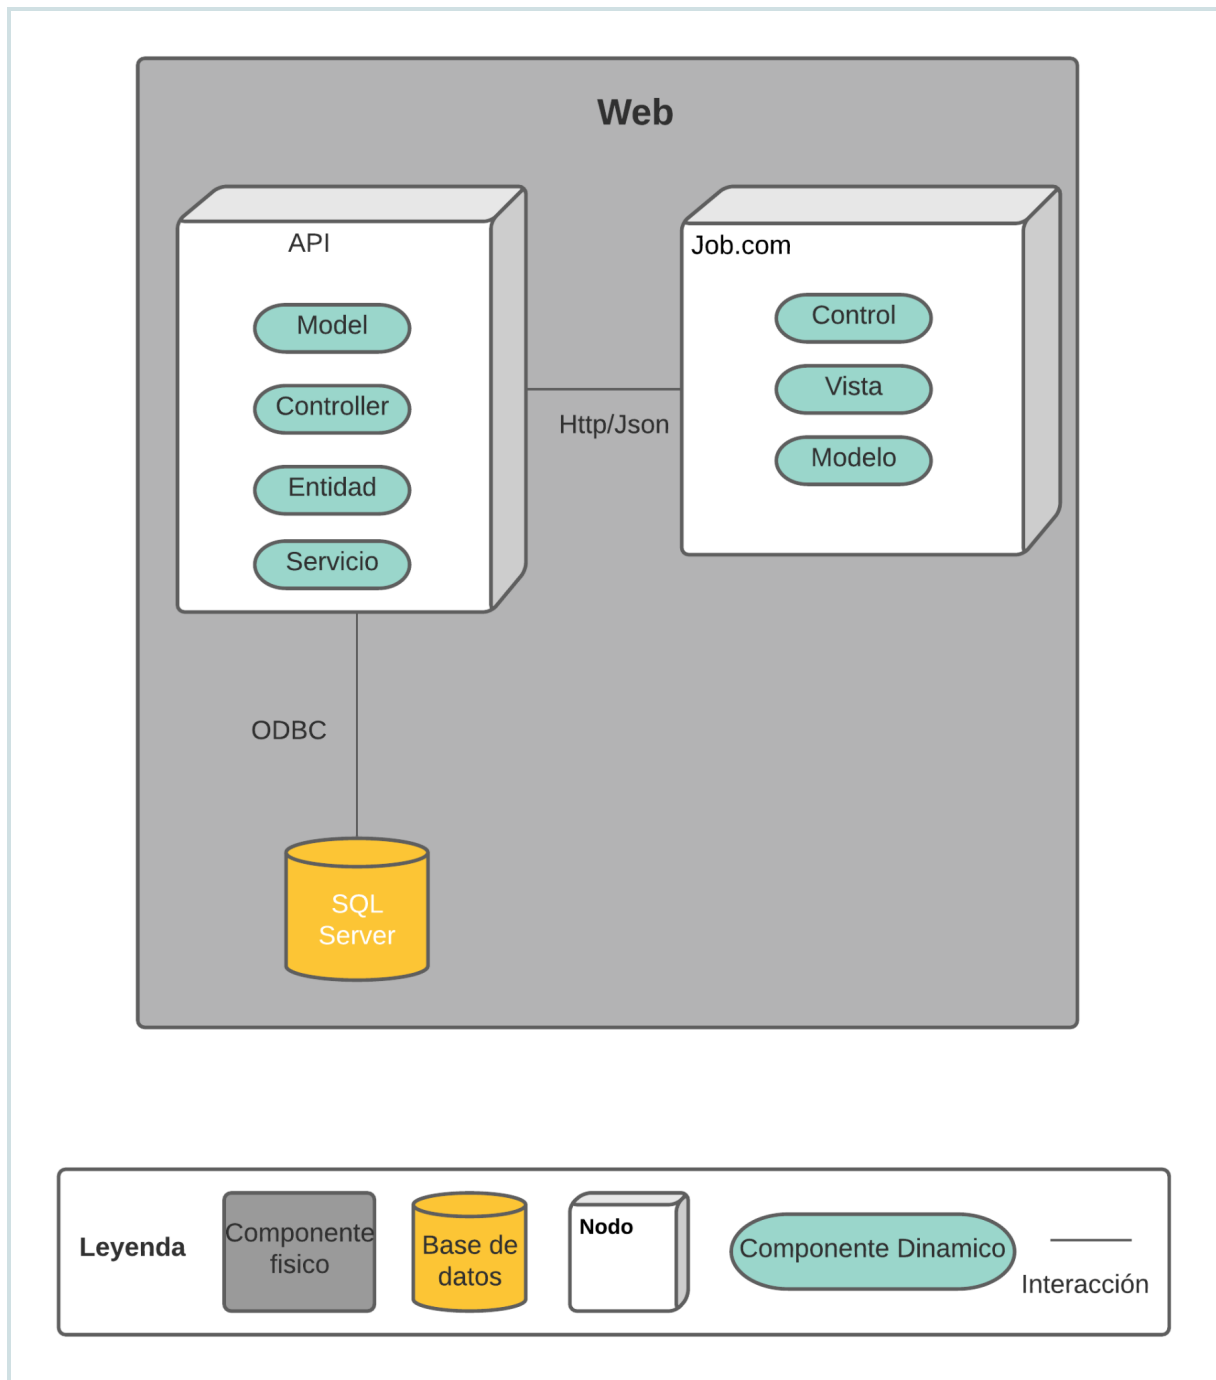 Web
API
Model
Controller
Entidad
Servicio
Http/Json
Job.com
Control
Vista
Modelo
ODBC
SQL
Server
Leyenda
Componente
fisico
Base de
datos
Nodo
Componente Dinamico
Interacción